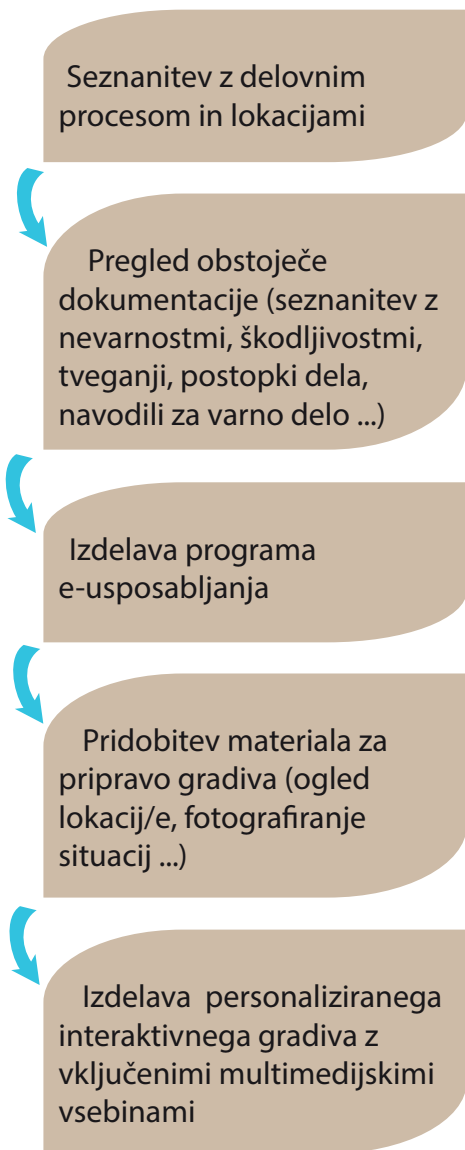 Seznanitev z delovnim
procesom in lokacijami
Pregled obstoječe
dokumentacije (seznanitev z
nevarnostmi, škodljivostmi,
tveganji, postopki dela,
navodili za varno delo ...)
Izdelava programa
e-usposabljanja
Pridobitev materiala za
pripravo gradiva (ogled
lokacij/e, fotografiranje
situacij ...)
Izdelava personaliziranega
interaktivnega gradiva z
vključenimi multimedijskimi
vsebinami